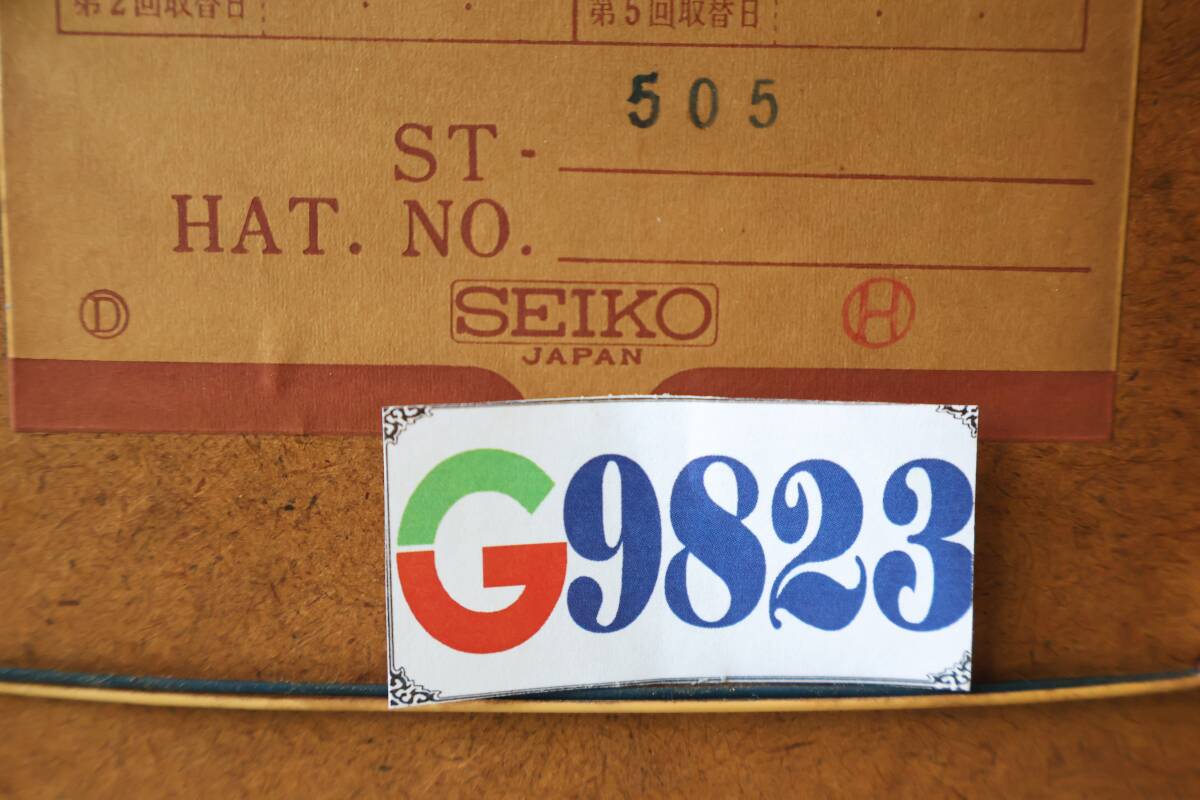 第2回取替日 . . 第5回取替日 . .
505
ST-
HAT. NO.
D SEIKO H
JAPAN
G9823